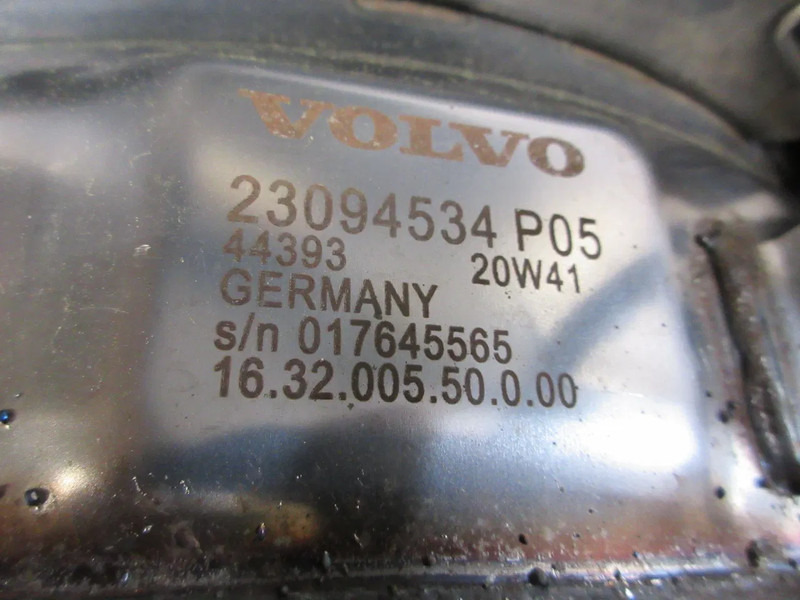 VOLVO
23094534 P05
44393 20W41
GERMANY
s/n 017645565
16.32.005.50.0.00